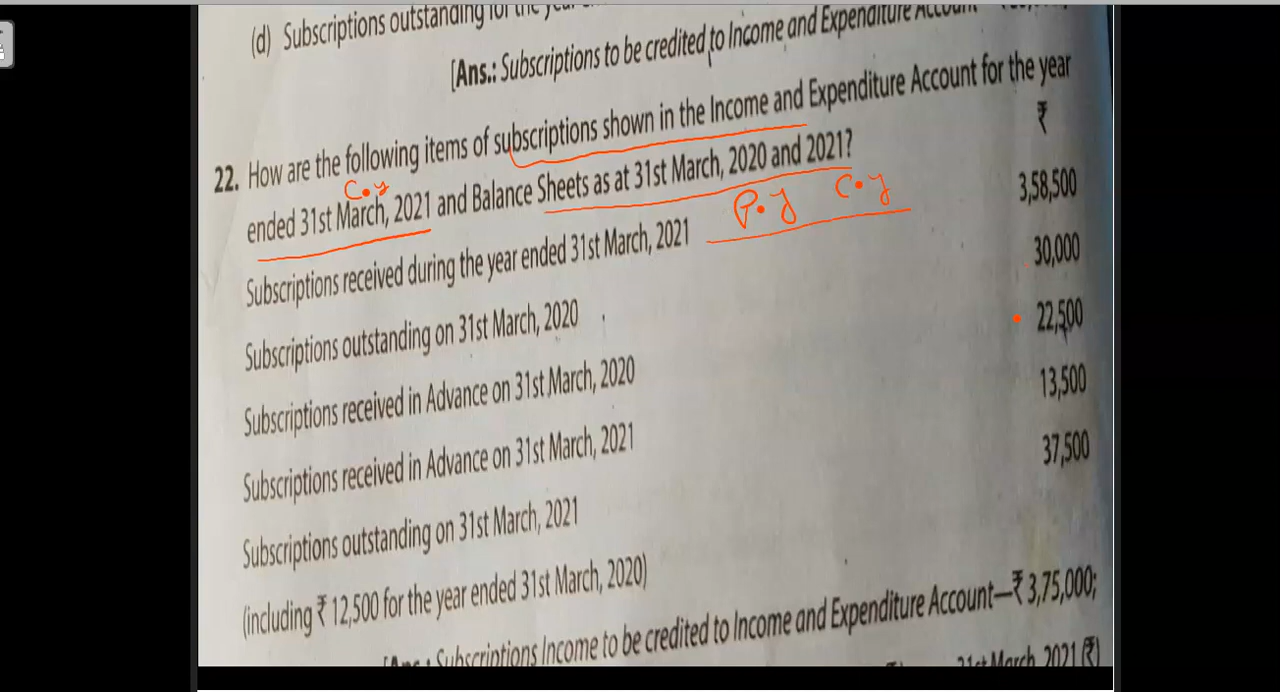 (d) Subscriptions outstanding for the year
[Ans.: Subscriptions to be credited to Income and Expenditure Account
22. How are the following items of subscriptions shown in the Income and Expenditure Account for the year
C.y
ended 31st March, 2021 and Balance Sheets as at 31st March, 2020 and 2021?
₹
P.y C.y
Subscriptions received during the year ended 31st March, 2021 3,58,500
Subscriptions outstanding on 31st March, 2020 30,000
Subscriptions received in Advance on 31st March, 2020 22,500
Subscriptions received in Advance on 31st March, 2021 13,500
Subscriptions outstanding on 31st March, 2021 37,500
(including ₹ 12,500 for the year ended 31st March, 2020)
[Ans.: Subscriptions Income to be credited to Income and Expenditure Account—₹ 3,75,000;
31st March, 2021 (₹)